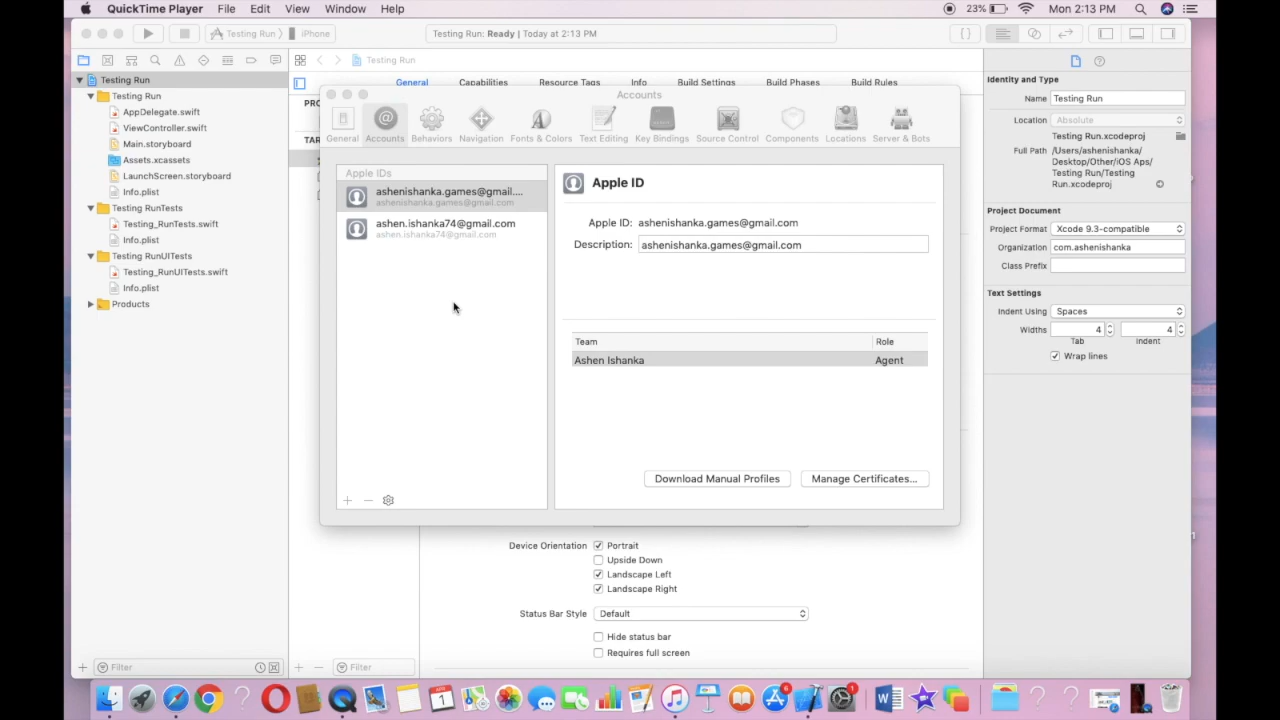 QuickTime Player File Edit View Window Help
23% Mon 2:13 PM
Testing Run iPhone
Testing Run: Ready | Today at 2:13 PM
Testing Run
General Capabilities Resource Tags Info Build Settings Build Phases Build Rules
Testing Run
Testing Run
AppDelegate.swift
ViewController.swift
Main.storyboard
Assets.xcassets
LaunchScreen.storyboard
Info.plist
Testing RunTests
Testing_RunTests.swift
Info.plist
Testing RunUITests
Testing_RunUITests.swift
Info.plist
Products
Filter
PRO
TAR
Accounts
General Accounts Behaviors Navigation Fonts & Colors Text Editing Key Bindings Source Control Components Locations Server & Bots
Apple IDs
ashenishanka.games@gmail....
ashenishanka.games@gmail.com
ashen.ishanka74@gmail.com
ashen.ishanka74@gmail.com
Apple ID
Apple ID: ashenishanka.games@gmail.com
Description: ashenishanka.games@gmail.com
Team Role
Ashen Ishanka Agent
Download Manual Profiles Manage Certificates...
Device Orientation Portrait
Upside Down
Landscape Left
Landscape Right
Status Bar Style Default
Hide status bar
Requires full screen
Filter
Identity and Type
Name Testing Run
Location Absolute
Testing Run.xcodeproj
Full Path /Users/ashenishanka/
Desktop/Other/iOS Aps/
Testing Run/Testing
Run.xcodeproj
Project Document
Project Format Xcode 9.3-compatible
Organization com.ashenishanka
Class Prefix
Text Settings
Indent Using Spaces
Widths 4 4
Tab Indent
Wrap lines